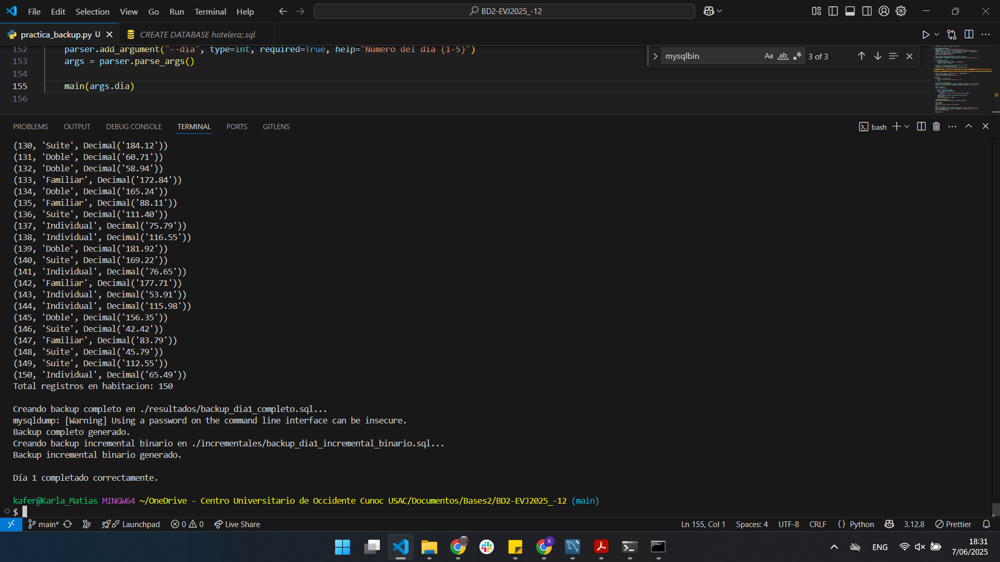 File Edit Selection View Go Run Terminal Help
BD2-EVJ2025_-12
practica_backup.py U
CREATE DATABASE hotelera;.sql
152 parser.add_argument("--dia", type=int, required=True, help="Número del día (1-5)")
153 args = parser.parse_args()
154
155 main(args.dia)
156
mysqlbin Aa ab 3 of 3
PROBLEMS OUTPUT DEBUG CONSOLE TERMINAL PORTS GITLENS
bash
(130, 'Suite', Decimal('184.12'))
(131, 'Doble', Decimal('60.71'))
(132, 'Doble', Decimal('58.94'))
(133, 'Familiar', Decimal('172.84'))
(134, 'Doble', Decimal('165.24'))
(135, 'Familiar', Decimal('88.11'))
(136, 'Suite', Decimal('111.40'))
(137, 'Individual', Decimal('75.79'))
(138, 'Individual', Decimal('116.55'))
(139, 'Doble', Decimal('181.92'))
(140, 'Suite', Decimal('169.22'))
(141, 'Individual', Decimal('76.65'))
(142, 'Familiar', Decimal('177.71'))
(143, 'Individual', Decimal('53.91'))
(144, 'Individual', Decimal('115.98'))
(145, 'Doble', Decimal('156.35'))
(146, 'Suite', Decimal('42.42'))
(147, 'Familiar', Decimal('83.79'))
(148, 'Suite', Decimal('45.79'))
(149, 'Suite', Decimal('112.55'))
(150, 'Individual', Decimal('65.49'))
Total registros en habitacion: 150
Creando backup completo en ./resultados/backup_dia1_completo.sql...
mysqldump: [Warning] Using a password on the command line interface can be insecure.
Backup completo generado.
Creando backup incremental binario en ./incrementales/backup_dia1_incremental_binario.sql...
Backup incremental binario generado.
Día 1 completado correctamente.
kafer@Karla_Matias MINGW64 ~/OneDrive - Centro Universitario de Occidente Cunoc USAC/Documentos/Bases2/BD2-EVJ2025_-12 (main)
$
main* Launchpad 0 0 Live Share Ln 155, Col 1 Spaces: 4 UTF-8 CRLF {} Python 3.12.8 Prettier
K
ENG
18:31
7/06/2025